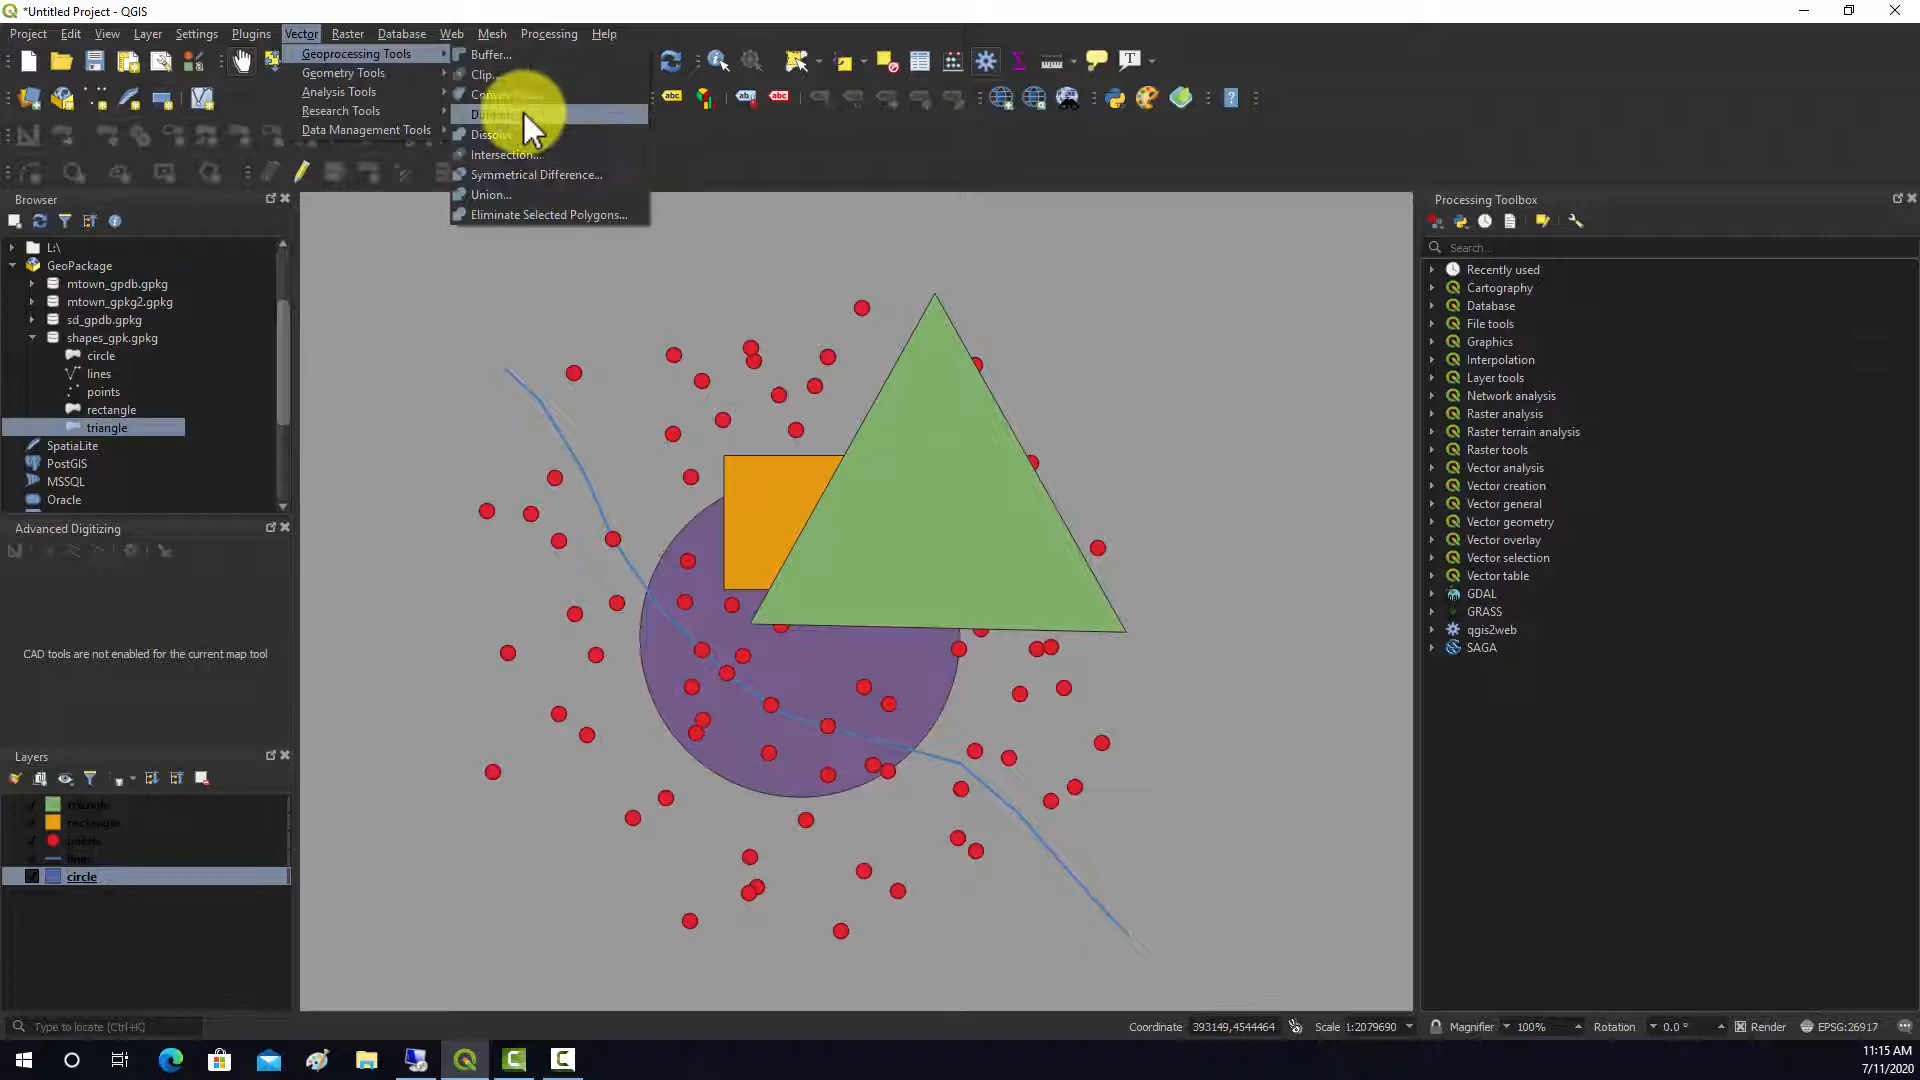 *Untitled Project - QGIS
Project Edit View Layer Settings Plugins Vector Raster Database Web Mesh Processing Help
Geoprocessing Tools
Geometry Tools
Analysis Tools
Research Tools
Data Management Tools
Buffer...
Clip...
Intersection...
Symmetrical Difference...
Union...
Eliminate Selected Polygons...
Browser
L:\
GeoPackage
mtown_gpdb.gpkg
mtown_gpkg2.gpkg
sd_gpdb.gpkg
shapes_gpk.gpkg
circle
lines
points
rectangle
triangle
SpatiaLite
PostGIS
MSSQL
Oracle
Advanced Digitizing
CAD tools are not enabled for the current map tool
Layers
triangle
points
lines
circle
Type to locate (Ctrl+K)
Processing Toolbox
Search...
Recently used
Cartography
Database
File tools
Graphics
Interpolation
Layer tools
Network analysis
Raster analysis
Raster terrain analysis
Raster tools
Vector analysis
Vector creation
Vector general
Vector geometry
Vector overlay
Vector selection
Vector table
GDAL
GRASS
qgis2web
SAGA
Coordinate 393149,4544464 Scale 1:2079690 Magnifier 100% Rotation 0.0 ° Render EPSG:26917
11:15 AM
7/11/2020
abc
abc
abc
T